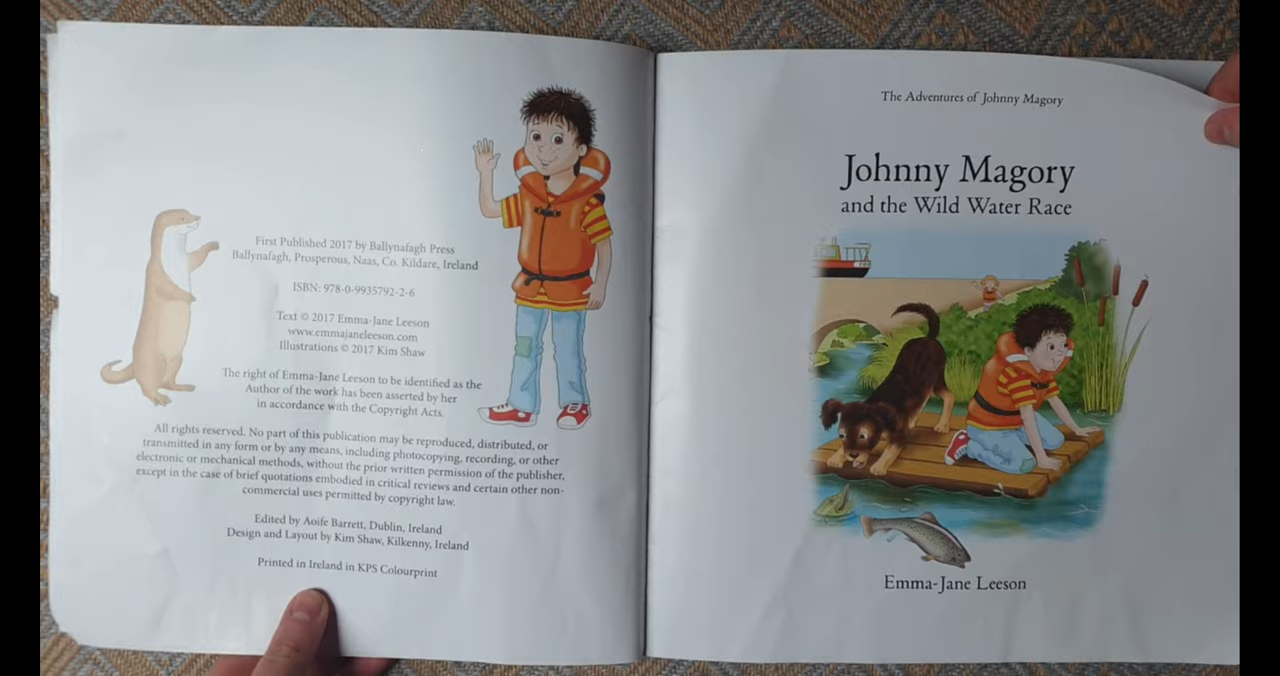 First Published 2017 by Ballynafagh Press
Ballynafagh, Prosperous, Naas, Co. Kildare, Ireland
ISBN: 978-0-9935792-2-6
Text © 2017 Emma-Jane Leeson
www.emmajaneleeson.com
Illustrations © 2017 Kim Shaw
The right of Emma-Jane Leeson to be identified as the
Author of the work has been asserted by her
in accordance with the Copyright Acts.
All rights reserved. No part of this publication may be reproduced, distributed, or
transmitted in any form or by any means, including photocopying, recording, or other
electronic or mechanical methods, without the prior written permission of the publisher,
except in the case of brief quotations embodied in critical reviews and certain other non-
commercial uses permitted by copyright law.
Edited by Aoife Barrett, Dublin, Ireland
Design and Layout by Kim Shaw, Kilkenny, Ireland
Printed in Ireland in KPS Colourprint
The Adventures of Johnny Magory
Johnny Magory
and the Wild Water Race
Emma-Jane Leeson